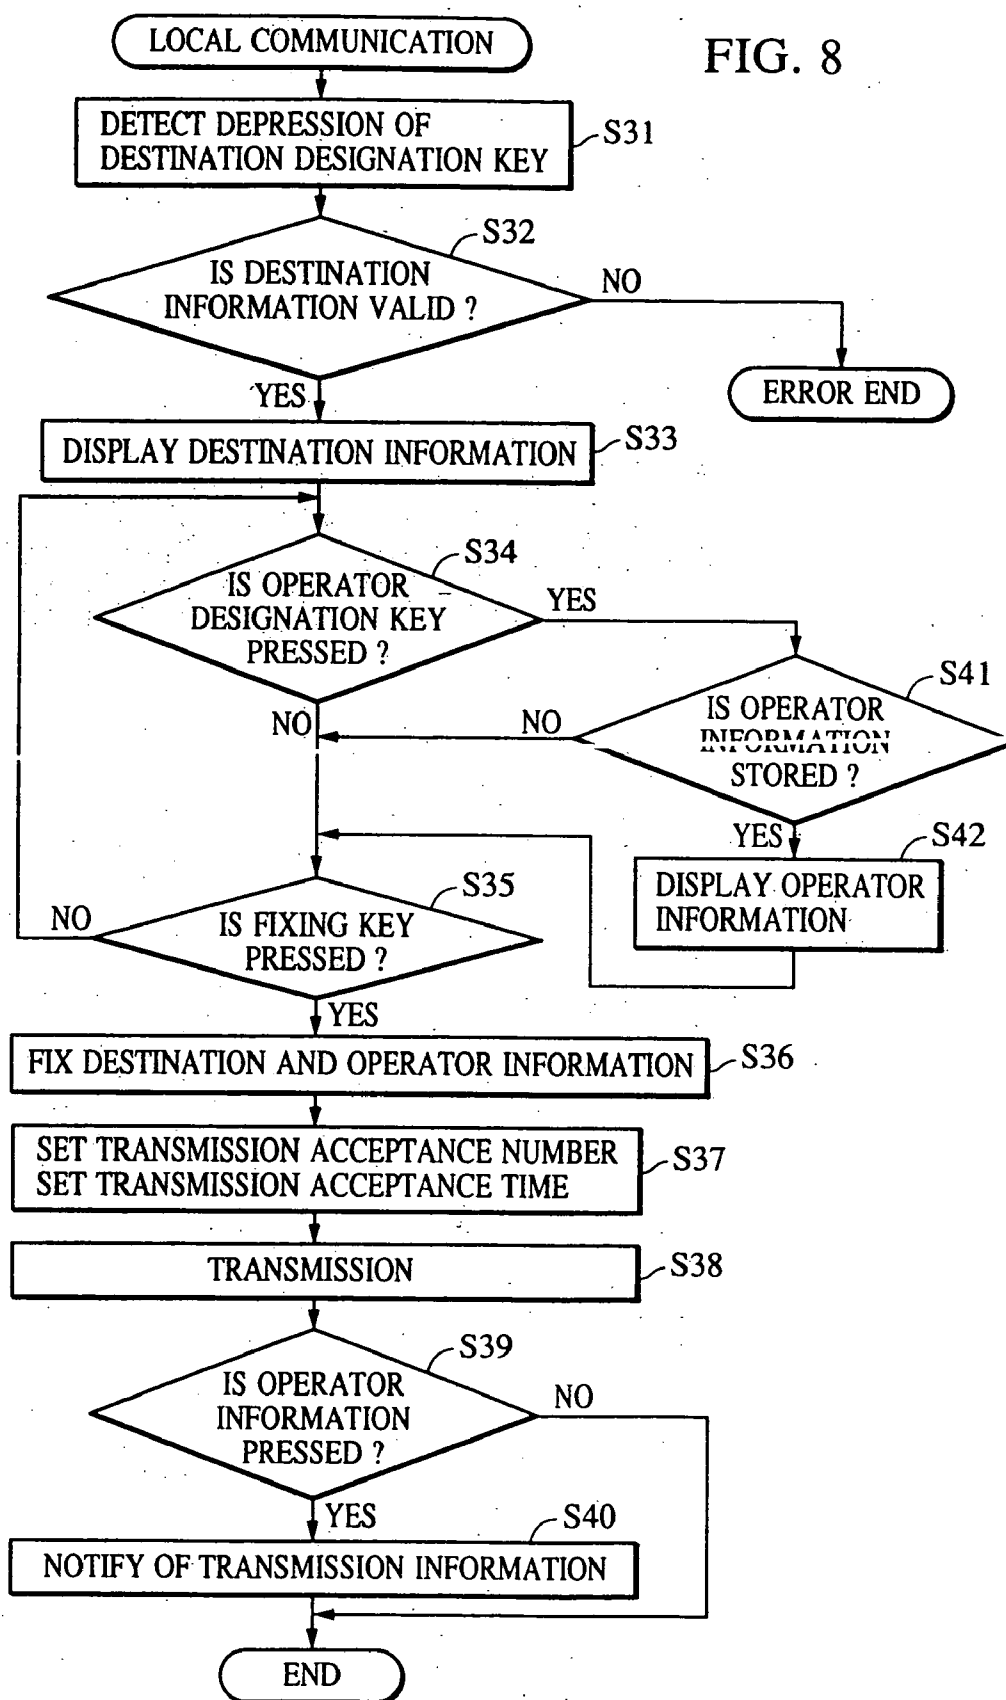 LOCAL COMMUNICATION
FIG. 8
DETECT DEPRESSION OF
DESTINATION DESIGNATION KEY
S31
S32
IS DESTINATION
INFORMATION VALID ?
NO
YES
ERROR END
DISPLAY DESTINATION INFORMATION
S33
S34
IS OPERATOR
DESIGNATION KEY
PRESSED ?
YES
NO
S41
IS OPERATOR
INFORMATION
STORED ?
NO
YES
S42
DISPLAY OPERATOR
INFORMATION
S35
IS FIXING KEY
PRESSED ?
NO
YES
FIX DESTINATION AND OPERATOR INFORMATION
S36
SET TRANSMISSION ACCEPTANCE NUMBER
SET TRANSMISSION ACCEPTANCE TIME
S37
TRANSMISSION
S38
S39
IS OPERATOR
INFORMATION
PRESSED ?
NO
YES
S40
NOTIFY OF TRANSMISSION INFORMATION
END